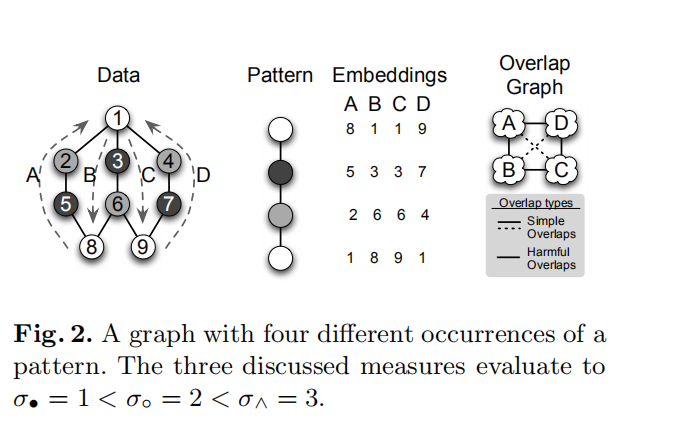 Data
Pattern
Embeddings
Overlap
Graph
A B C D
8 1 1 9
5 3 3 7
2 6 6 4
1 8 9 1
1
2
3
4
5
6
7
8
9
A
B
C
D
A
D
B
C
Overlap types
Simple
Overlaps
Harmful
Overlaps
Fig. 2. A graph with four different occurrences of a
pattern. The three discussed measures evaluate to
σ• = 1 < σ○ = 2 < σ∧ = 3.